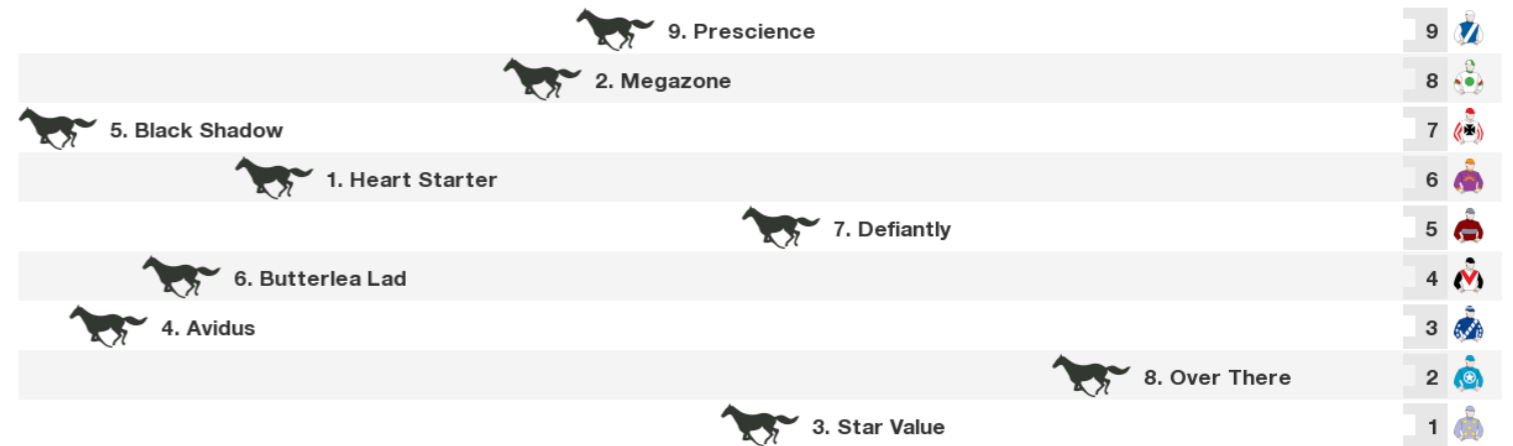 9. Prescience 9
2. Megazone 8
5. Black Shadow 7
1. Heart Starter 6
7. Defiantly 5
6. Butterlea Lad 4
4. Avidus 3
8. Over There 2
3. Star Value 1